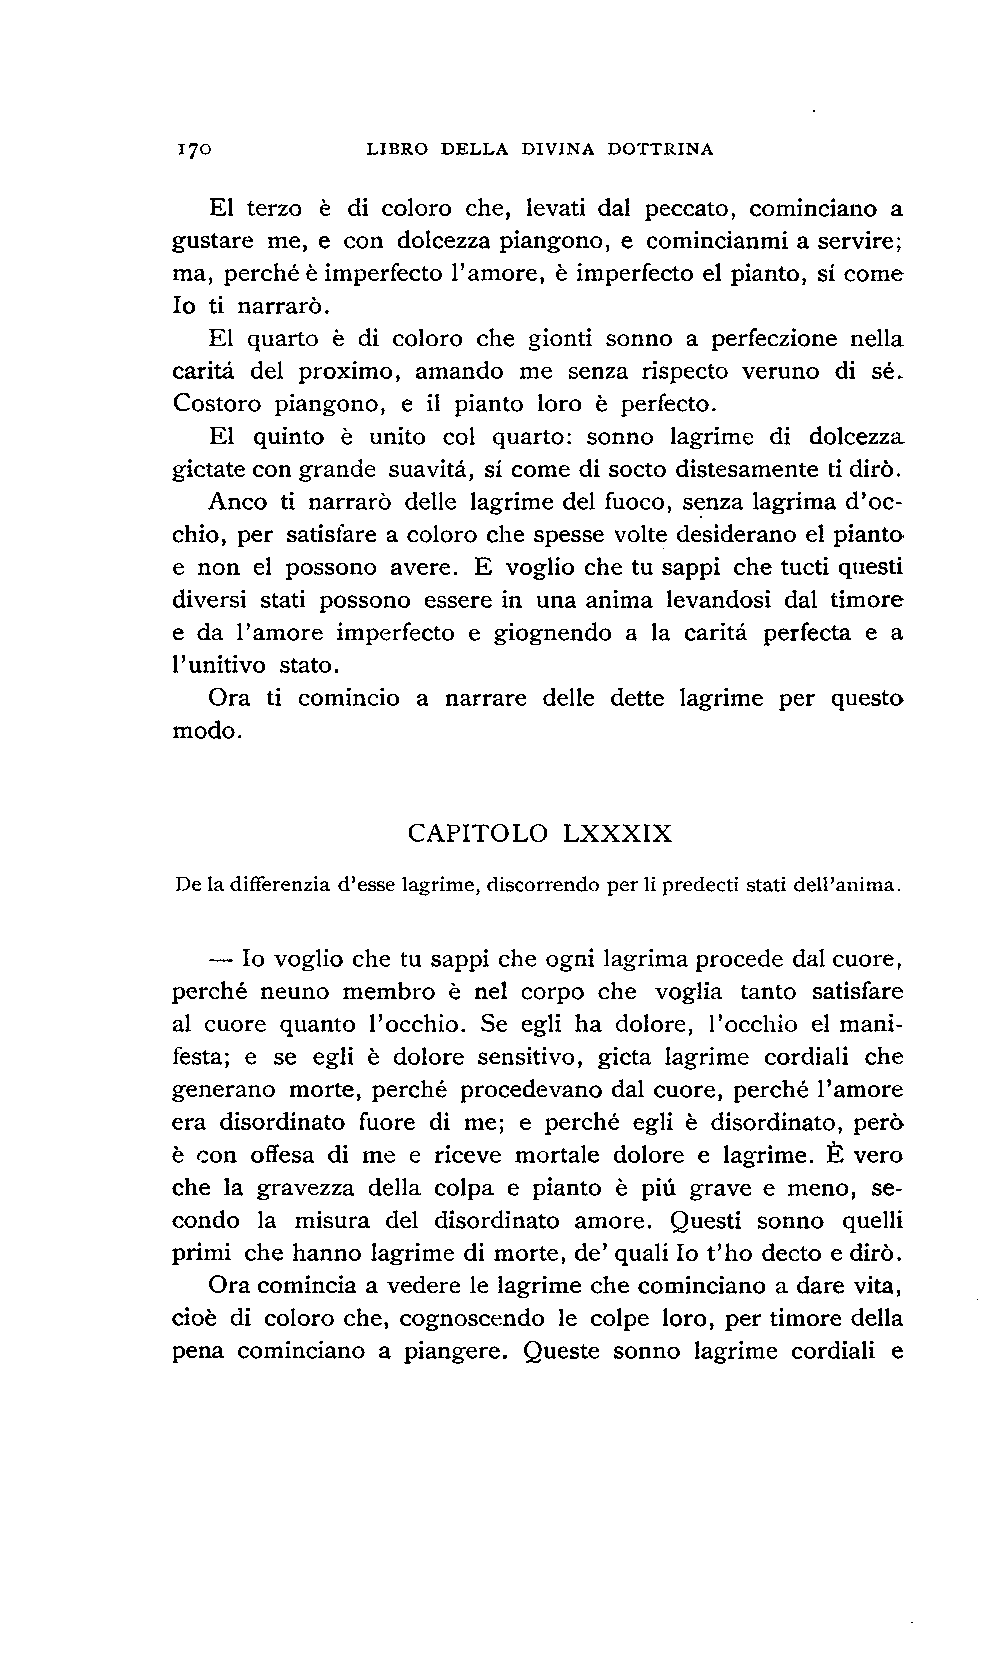 170 LIBRO DELLA DIVINA DOTTRINA
El terzo è di coloro che, levati dal peccato, cominciano a
gustare me, e con dolcezza piangono, e comincianmi a servire;
ma, perché è imperfecto l'amore, è imperfecto el pianto, sí come
Io ti narrarò.
El quarto è di coloro che gionti sonno a perfeczione nella
caritá del proximo, amando me senza rispecto veruno di sé.
Costoro piangono, e il pianto loro è perfecto.
El quinto è unito col quarto: sonno lagrime di dolcezza
gictate con grande suavitá, sí come di socto distesamente ti dirò.
Anco ti narrarò delle lagrime del fuoco, senza lagrima d'oc-
chio, per satisfare a coloro che spesse volte desiderano el pianto
e non el possono avere. E voglio che tu sappi che tucti questi
diversi stati possono essere in una anima levandosi dal timore
e da l'amore imperfecto e giognendo a la caritá perfecta e a
l'unitivo stato.
Ora ti comincio a narrare delle dette lagrime per questo
modo.
CAPITOLO LXXXIX
De la differenzia d'esse lagrime, discorrendo per li predecti stati dell'anima.
— Io voglio che tu sappi che ogni lagrima procede dal cuore,
perché neuno membro è nel corpo che voglia tanto satisfare
al cuore quanto l'occhio. Se egli ha dolore, l'occhio el mani-
festa; e se egli è dolore sensitivo, gicta lagrime cordiali che
generano morte, perché procedevano dal cuore, perché l'amore
era disordinato fuore di me; e perché egli è disordinato, però
è con offesa di me e riceve mortale dolore e lagrime. È vero
che la gravezza della colpa e pianto è piú grave e meno, se-
condo la misura del disordinato amore. Questi sonno quelli
primi che hanno lagrime di morte, de' quali Io t'ho decto e dirò.
Ora comincia a vedere le lagrime che cominciano a dare vita,
cioè di coloro che, cognoscendo le colpe loro, per timore della
pena cominciano a piangere. Queste sonno lagrime cordiali e